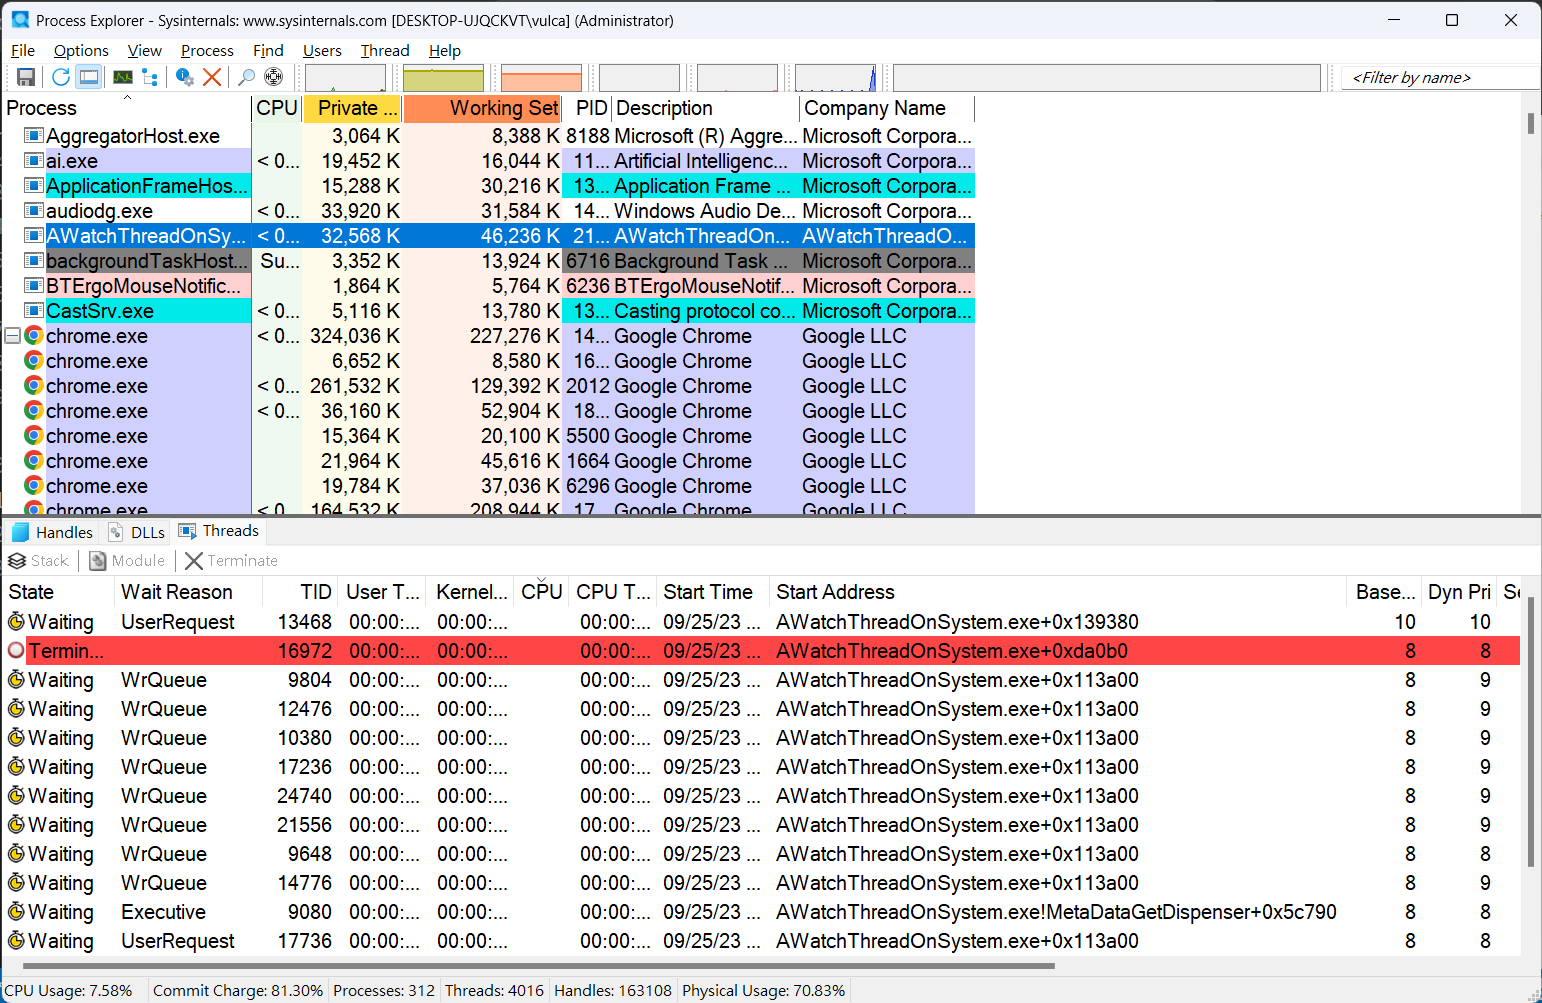 Process Explorer - Sysinternals: www.sysinternals.com [DESKTOP-UJQCKVT\vulca] (Administrator)
File Options View Process Find Users Thread Help
<Filter by name>
Process CPU Private ... Working Set PID Description Company Name
AggregatorHost.exe 3,064 K 8,388 K 8188 Microsoft (R) Aggre... Microsoft Corpora...
ai.exe < 0... 19,452 K 16,044 K 11... Artificial Intelligenc... Microsoft Corpora...
ApplicationFrameHos... 15,288 K 30,216 K 13... Application Frame ... Microsoft Corpora...
audiodg.exe < 0... 33,920 K 31,584 K 14... Windows Audio De... Microsoft Corpora...
AWatchThreadOnSy... < 0... 32,568 K 46,236 K 21... AWatchThreadOn... AWatchThreadO...
backgroundTaskHost... Su... 3,352 K 13,924 K 6716 Background Task ... Microsoft Corpora...
BTErgoMouseNotific... 1,864 K 5,764 K 6236 BTErgoMouseNotif... Microsoft Corpora...
CastSrv.exe < 0... 5,116 K 13,780 K 13... Casting protocol co... Microsoft Corpora...
chrome.exe < 0... 324,036 K 227,276 K 14... Google Chrome Google LLC
chrome.exe 6,652 K 8,580 K 16... Google Chrome Google LLC
chrome.exe < 0... 261,532 K 129,392 K 2012 Google Chrome Google LLC
chrome.exe < 0... 36,160 K 52,904 K 18... Google Chrome Google LLC
chrome.exe 15,364 K 20,100 K 5500 Google Chrome Google LLC
chrome.exe 21,964 K 45,616 K 1664 Google Chrome Google LLC
chrome.exe 19,784 K 37,036 K 6296 Google Chrome Google LLC
chrome.exe < 0... 164,532 K 208,944 K 17... Google Chrome Google LLC
Handles DLLs Threads
Stack Module Terminate
State Wait Reason TID User T... Kernel... CPU CPU T... Start Time Start Address Base... Dyn Pri Se
Waiting UserRequest 13468 00:00:... 00:00:... 00:00:... 09/25/23 ... AWatchThreadOnSystem.exe+0x139380 10 10
Termin... 16972 00:00:... 00:00:... 00:00:... 09/25/23 ... AWatchThreadOnSystem.exe+0xda0b0 8 8
Waiting WrQueue 9804 00:00:... 00:00:... 00:00:... 09/25/23 ... AWatchThreadOnSystem.exe+0x113a00 8 9
Waiting WrQueue 12476 00:00:... 00:00:... 00:00:... 09/25/23 ... AWatchThreadOnSystem.exe+0x113a00 8 9
Waiting WrQueue 10380 00:00:... 00:00:... 00:00:... 09/25/23 ... AWatchThreadOnSystem.exe+0x113a00 8 9
Waiting WrQueue 17236 00:00:... 00:00:... 00:00:... 09/25/23 ... AWatchThreadOnSystem.exe+0x113a00 8 9
Waiting WrQueue 24740 00:00:... 00:00:... 00:00:... 09/25/23 ... AWatchThreadOnSystem.exe+0x113a00 8 9
Waiting WrQueue 21556 00:00:... 00:00:... 00:00:... 09/25/23 ... AWatchThreadOnSystem.exe+0x113a00 8 9
Waiting WrQueue 9648 00:00:... 00:00:... 00:00:... 09/25/23 ... AWatchThreadOnSystem.exe+0x113a00 8 8
Waiting WrQueue 14776 00:00:... 00:00:... 00:00:... 09/25/23 ... AWatchThreadOnSystem.exe+0x113a00 8 9
Waiting Executive 9080 00:00:... 00:00:... 00:00:... 09/25/23 ... AWatchThreadOnSystem.exe!MetaDataGetDispenser+0x5c790 8 8
Waiting UserRequest 17736 00:00:... 00:00:... 00:00:... 09/25/23 ... AWatchThreadOnSystem.exe+0x113a00 8 8
CPU Usage: 7.58% Commit Charge: 81.30% Processes: 312 Threads: 4016 Handles: 163108 Physical Usage: 70.83%